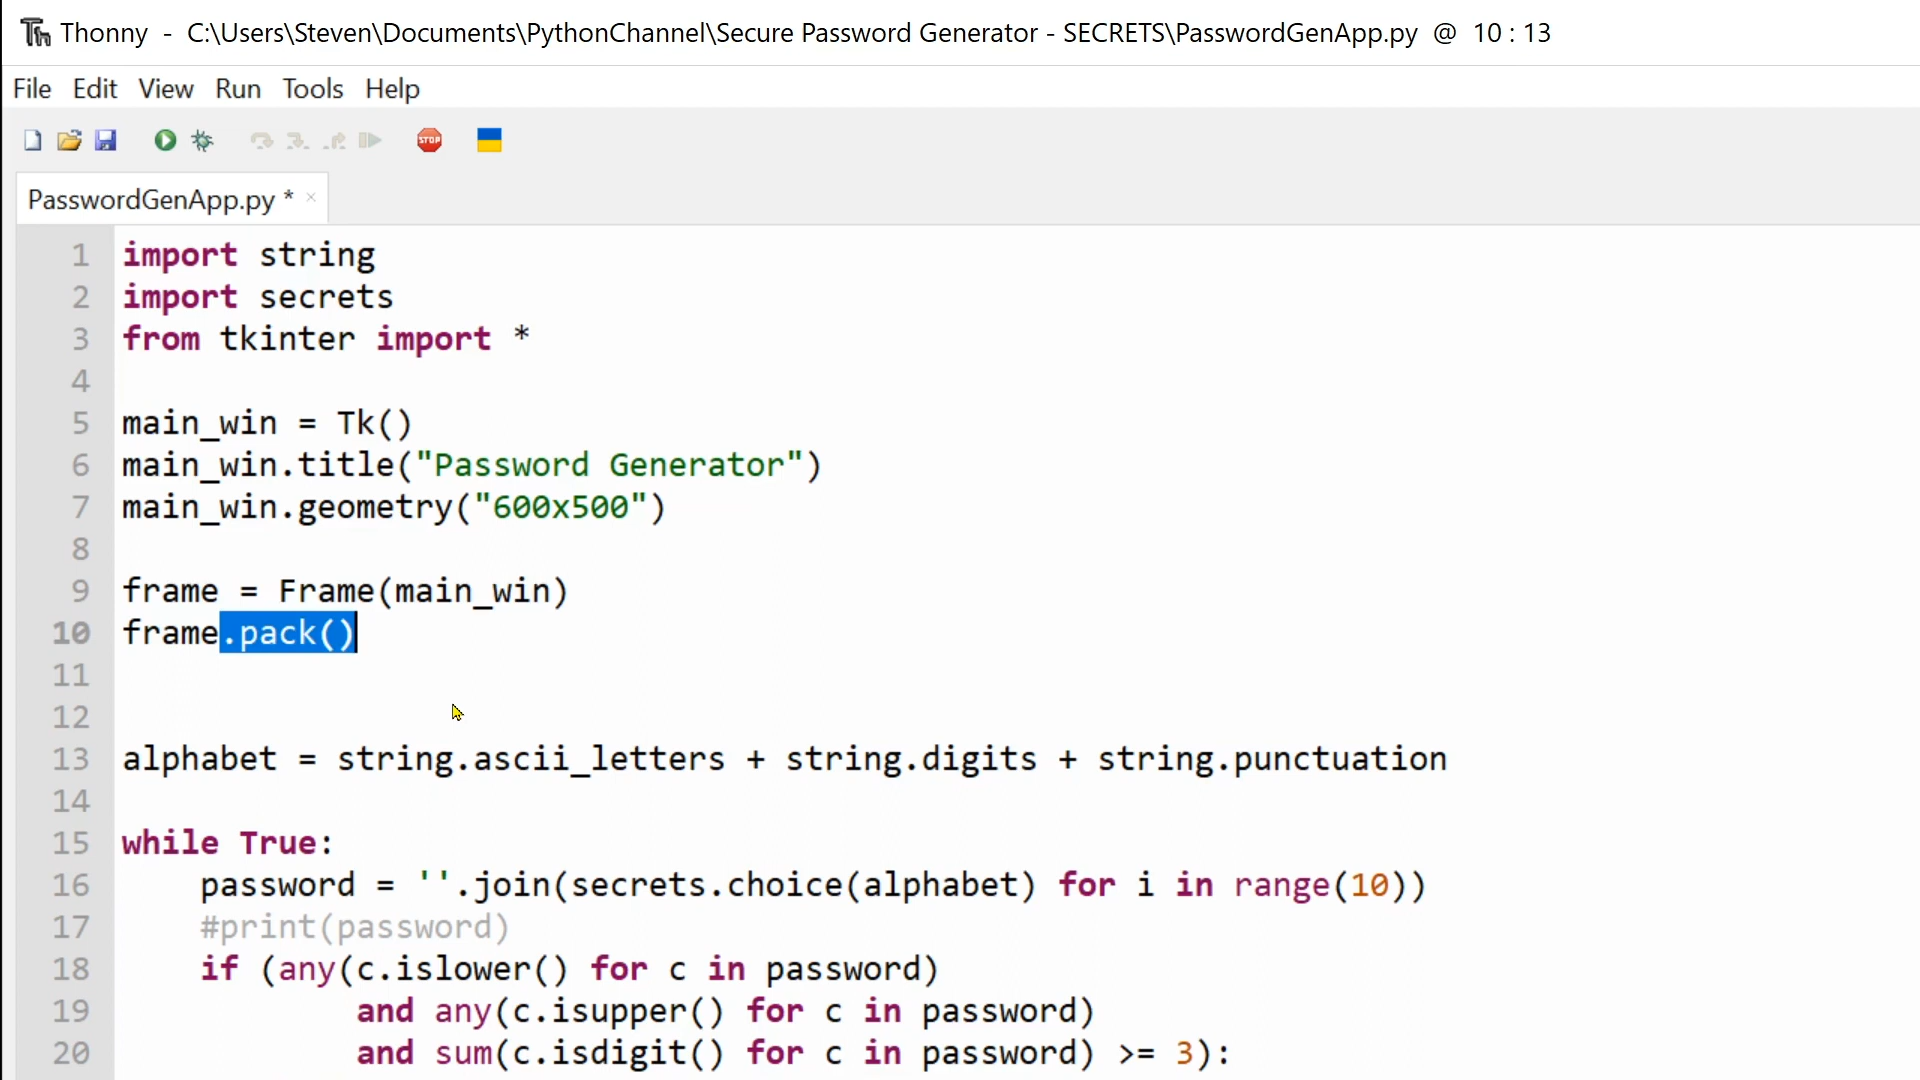 Thonny - C:\Users\Steven\Documents\PythonChannel\Secure Password Generator - SECRETS\PasswordGenApp.py @ 10 : 13
File Edit View Run Tools Help
STOP
PasswordGenApp.py * ×
1 import string
2 import secrets
3 from tkinter import *
4
5 main_win = Tk()
6 main_win.title("Password Generator")
7 main_win.geometry("600x500")
8
9 frame = Frame(main_win)
10 frame.pack()
11
12
13 alphabet = string.ascii_letters + string.digits + string.punctuation
14
15 while True:
16     password = ''.join(secrets.choice(alphabet) for i in range(10))
17     #print(password)
18     if (any(c.islower() for c in password)
19             and any(c.isupper() for c in password)
20             and sum(c.isdigit() for c in password) >= 3):